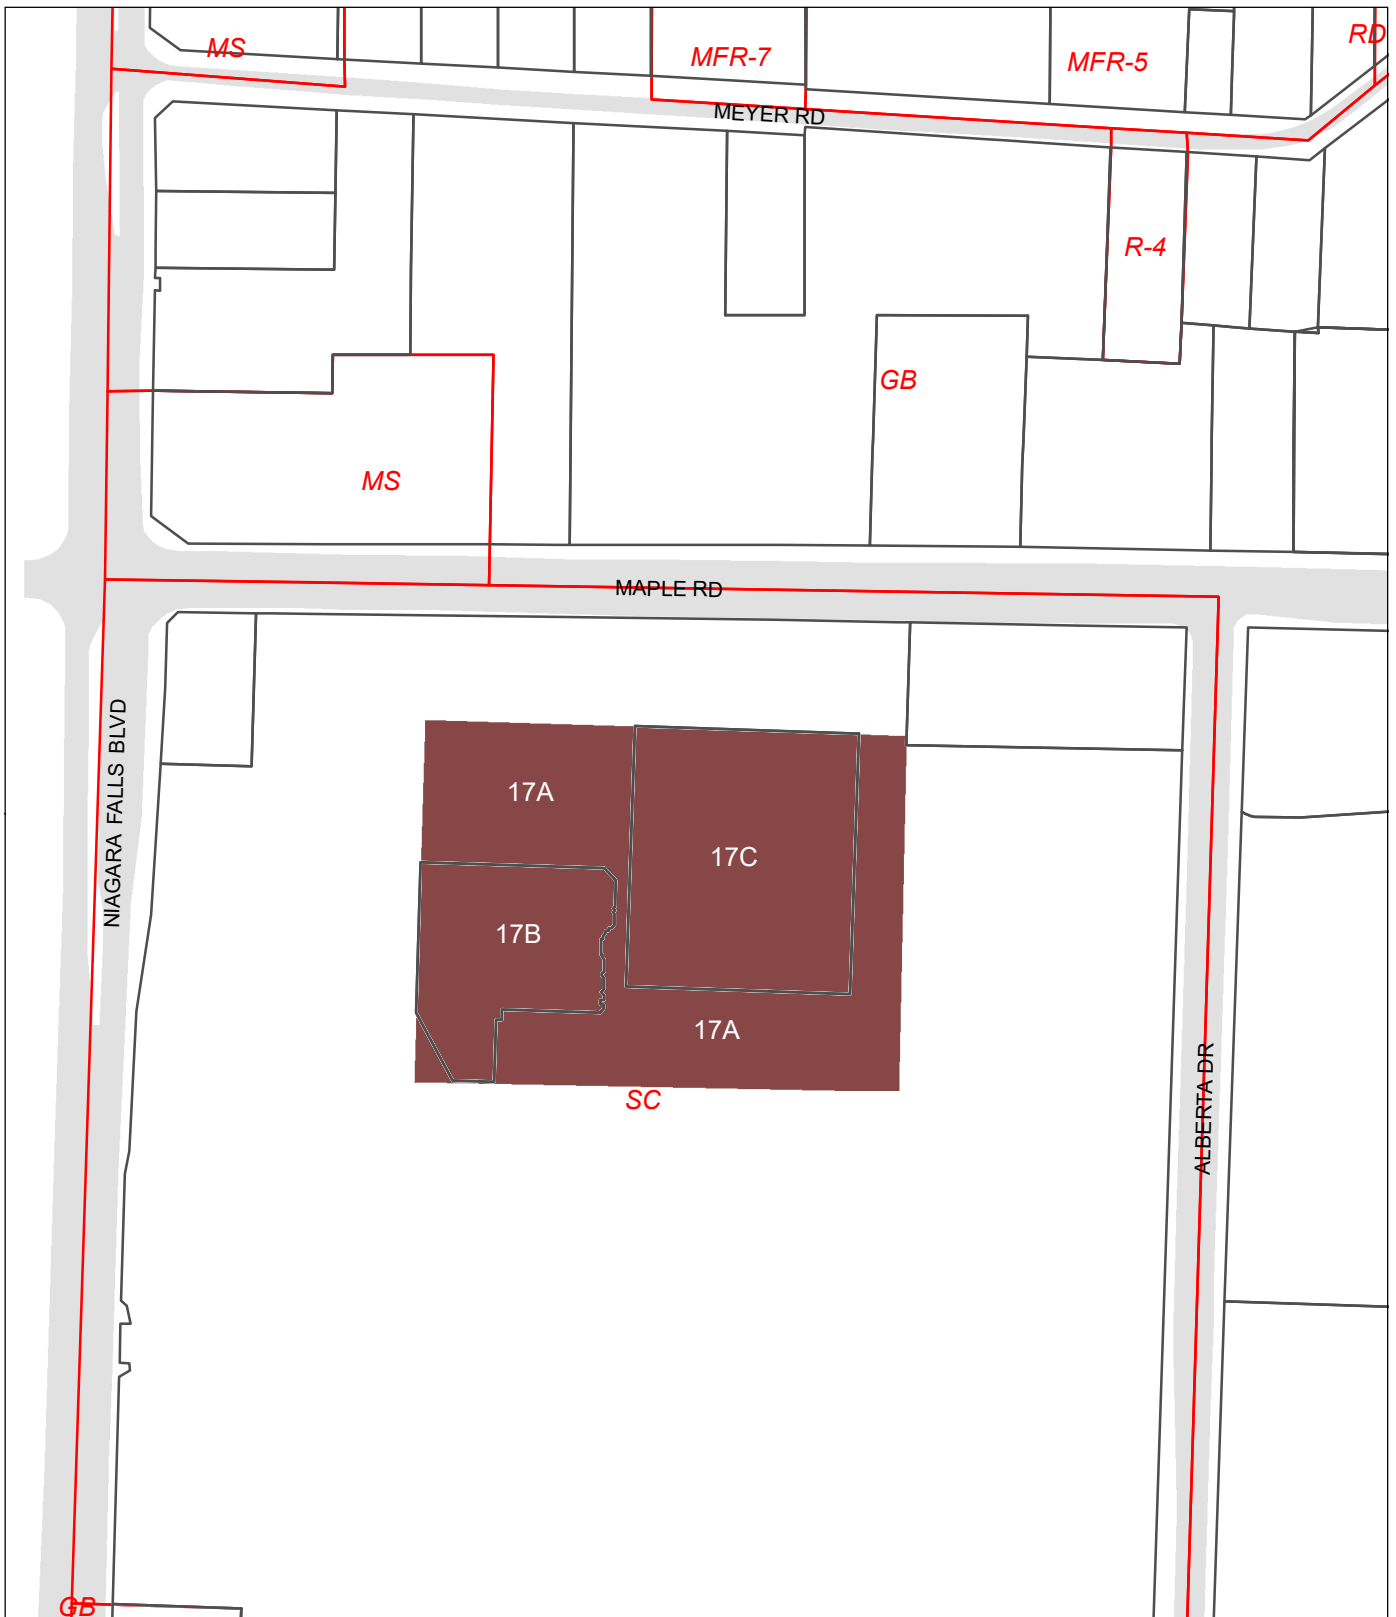 MS
MFR-7
MFR-5
RD
MEYER RD
R-4
GB
MS
MAPLE RD
NIAGARA FALLS BLVD
17A
17C
17B
17A
SC
ALBERTA DR
GB